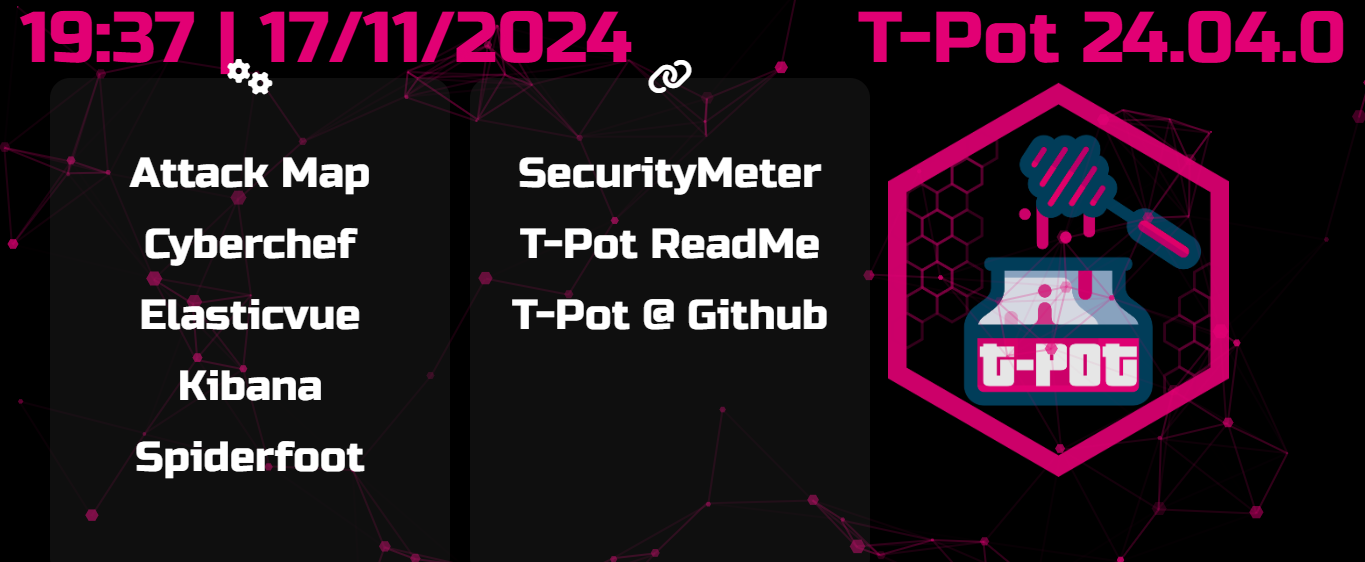 19:37 | 17/11/2024
T-Pot 24.04.0
Attack Map
Cyberchef
Elasticvue
Kibana
Spiderfoot
SecurityMeter
T-Pot ReadMe
T-Pot @ Github
t-POt